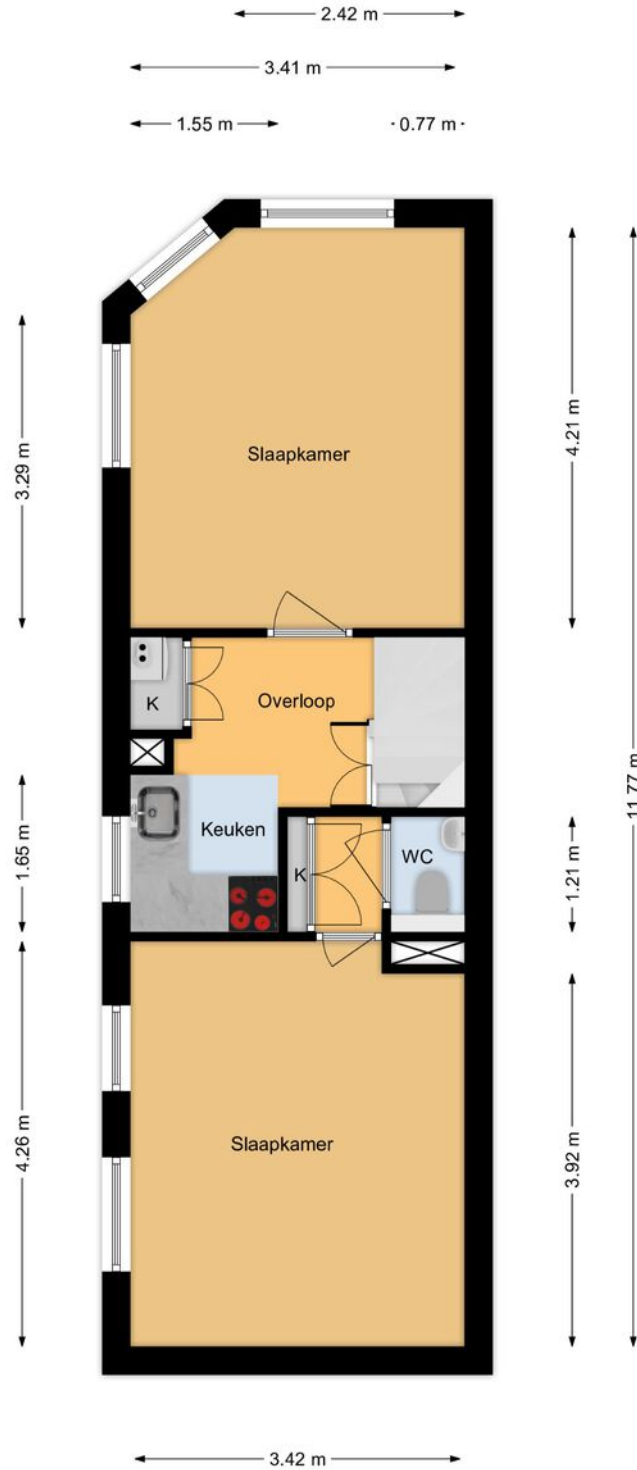 2.42 m
3.41 m
1.55 m
0.77 m
3.29 m
4.21 m
Slaapkamer
11.77 m
K
Overloop
1.65 m
Keuken
K
WC
1.21 m
4.26 m
Slaapkamer
3.92 m
3.42 m